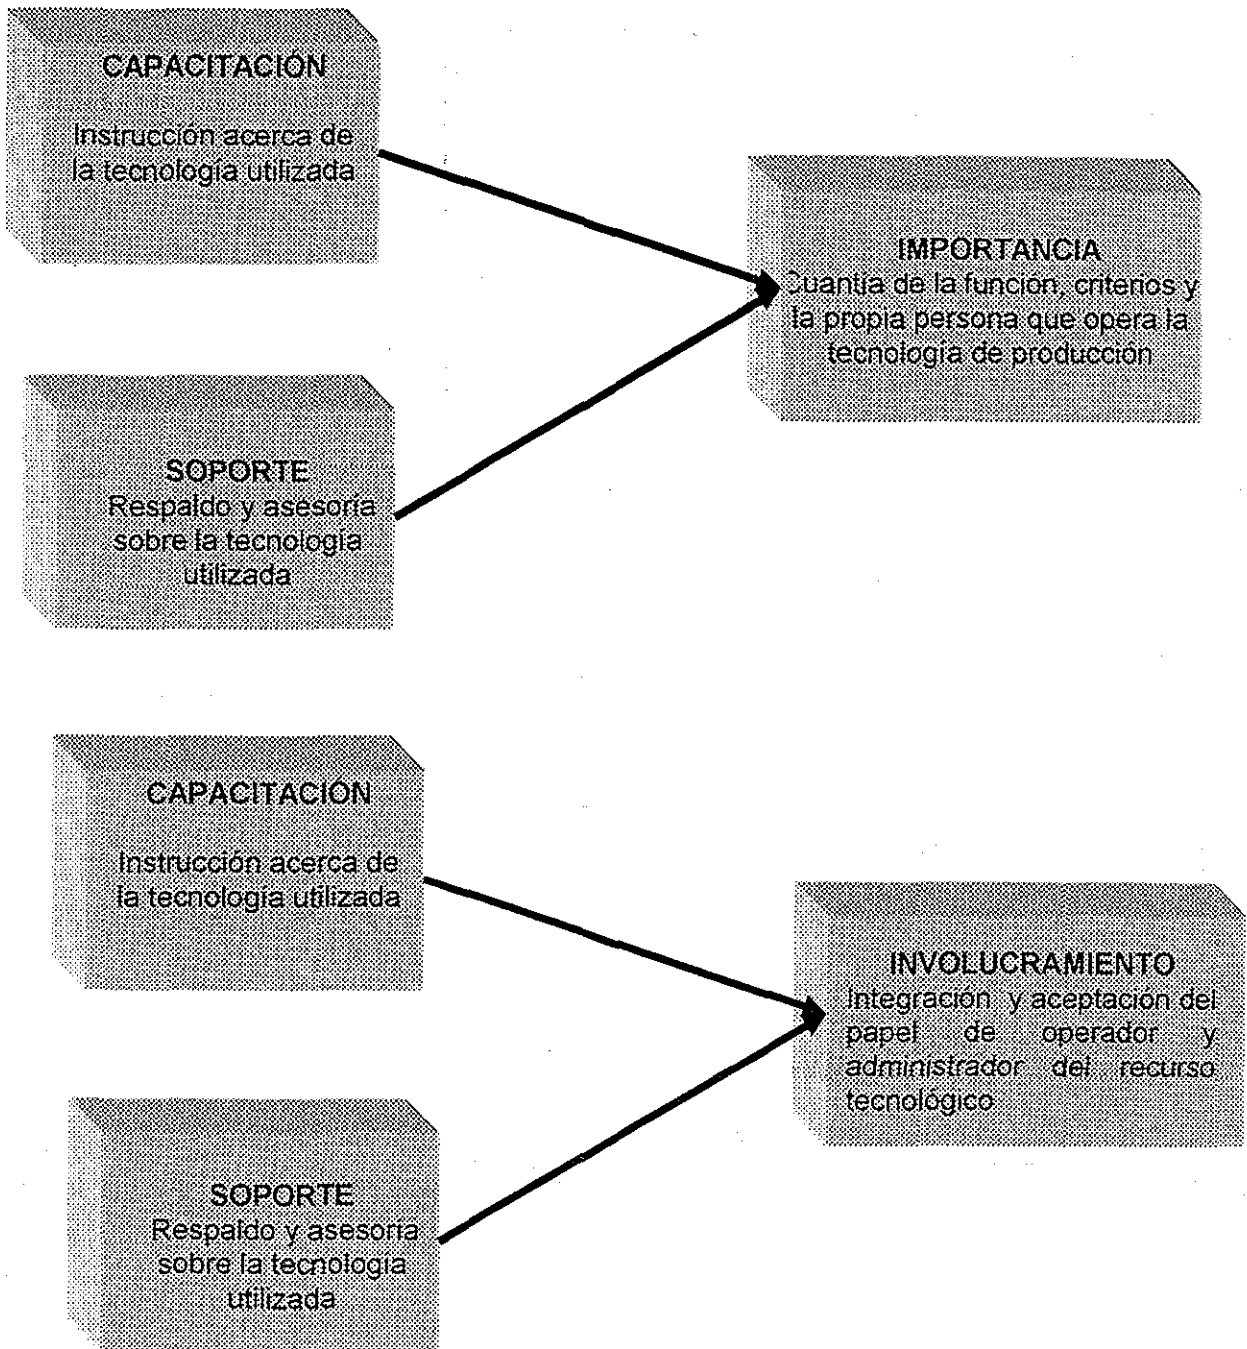 CAPACITACIÓN
Instrucción acerca de
la tecnología utilizada
IMPORTANCIA
Cuantía de la función, criterios y
la propia persona que opera la
tecnología de producción
SOPORTE
Respaldo y asesoría
sobre la tecnología
utilizada
CAPACITACIÓN
Instrucción acerca de
la tecnología utilizada
INVOLUCRAMIENTO
Integración y aceptación del
papel de operador y
administrador del recurso
tecnológico
SOPORTE
Respaldo y asesoría
sobre la tecnología
utilizada